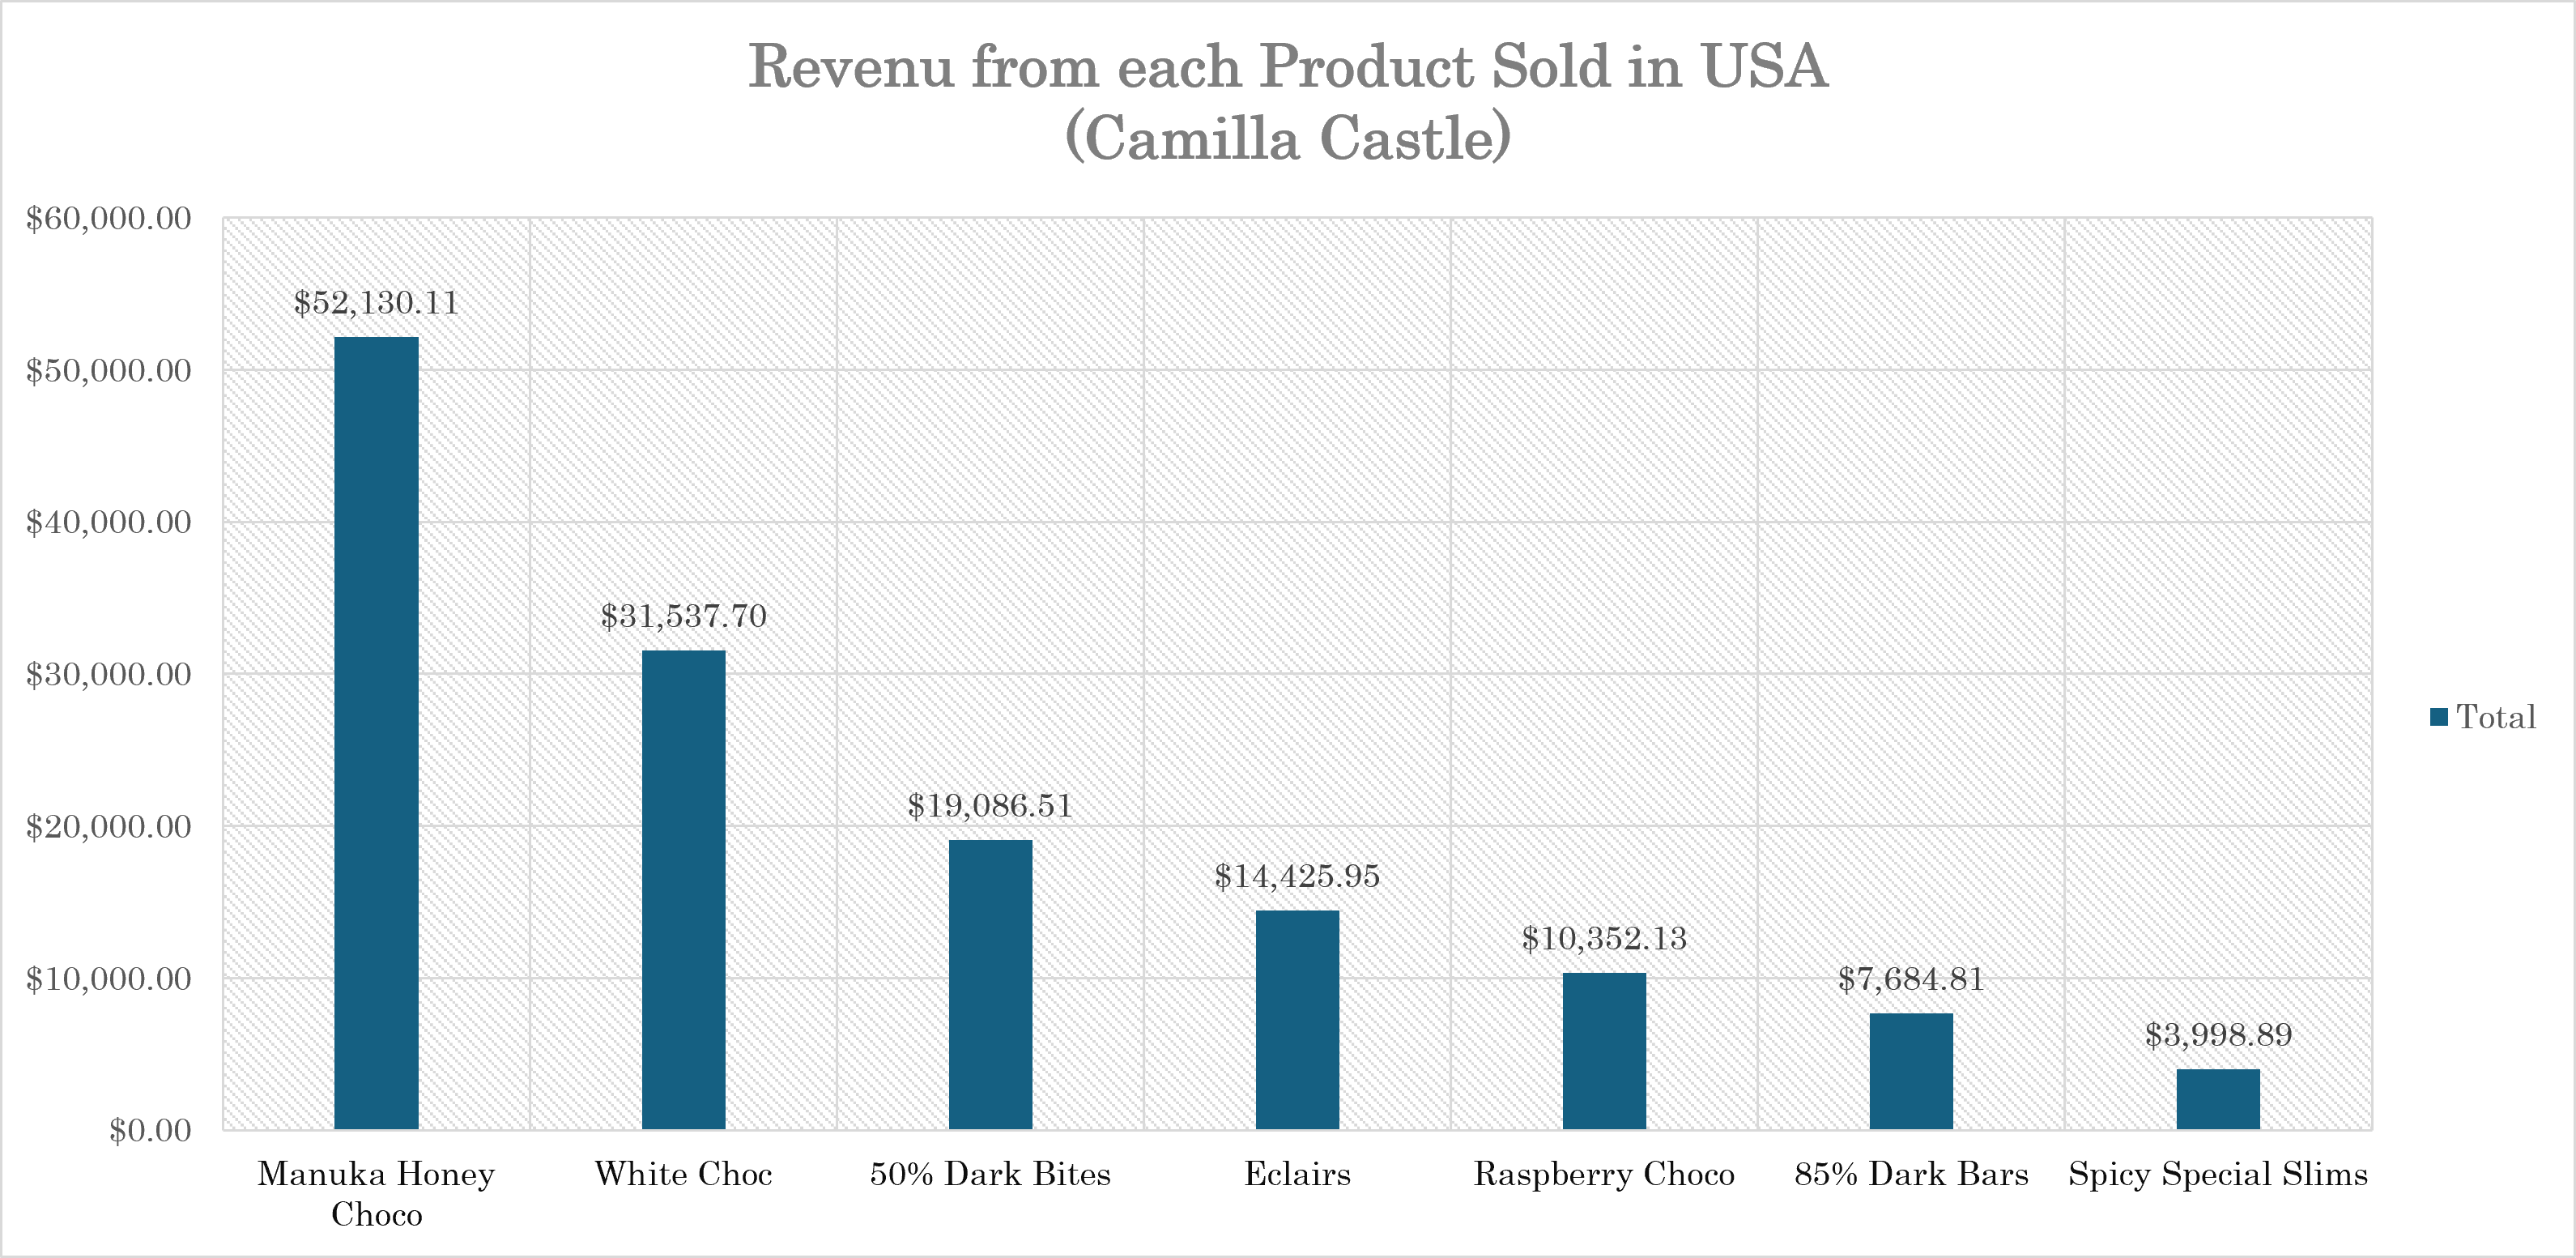 Revenu from each Product Sold in USA
(Camilla Castle)
$60,000.00
$50,000.00
$40,000.00
$30,000.00
$20,000.00
$10,000.00
$0.00
$52,130.11
$31,537.70
$19,086.51
$14,425.95
$10,352.13
$7,684.81
$3,998.89
Manuka Honey
Choco
White Choc
50% Dark Bites
Eclairs
Raspberry Choco
85% Dark Bars
Spicy Special Slims
Total